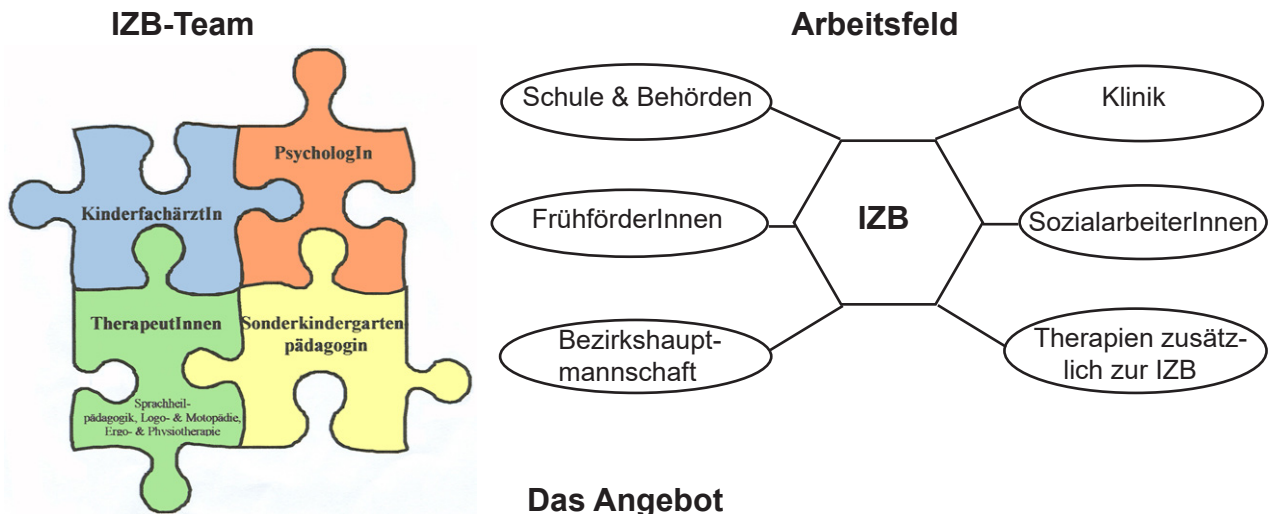 IZB-Team
PsychologIn
KinderfachärztIn
TherapeutInnen
Sonderkindergarten-
pädagogin
Sprachheil-
pädagogik, Logo- & Motopädie,
Ergo- & Physiotherapie
Arbeitsfeld
Schule & Behörden
Klinik
FrühförderInnen
IZB
SozialarbeiterInnen
Bezirkshaupt-
mannschaft
Therapien zusätz-
lich zur IZB
Das Angebot